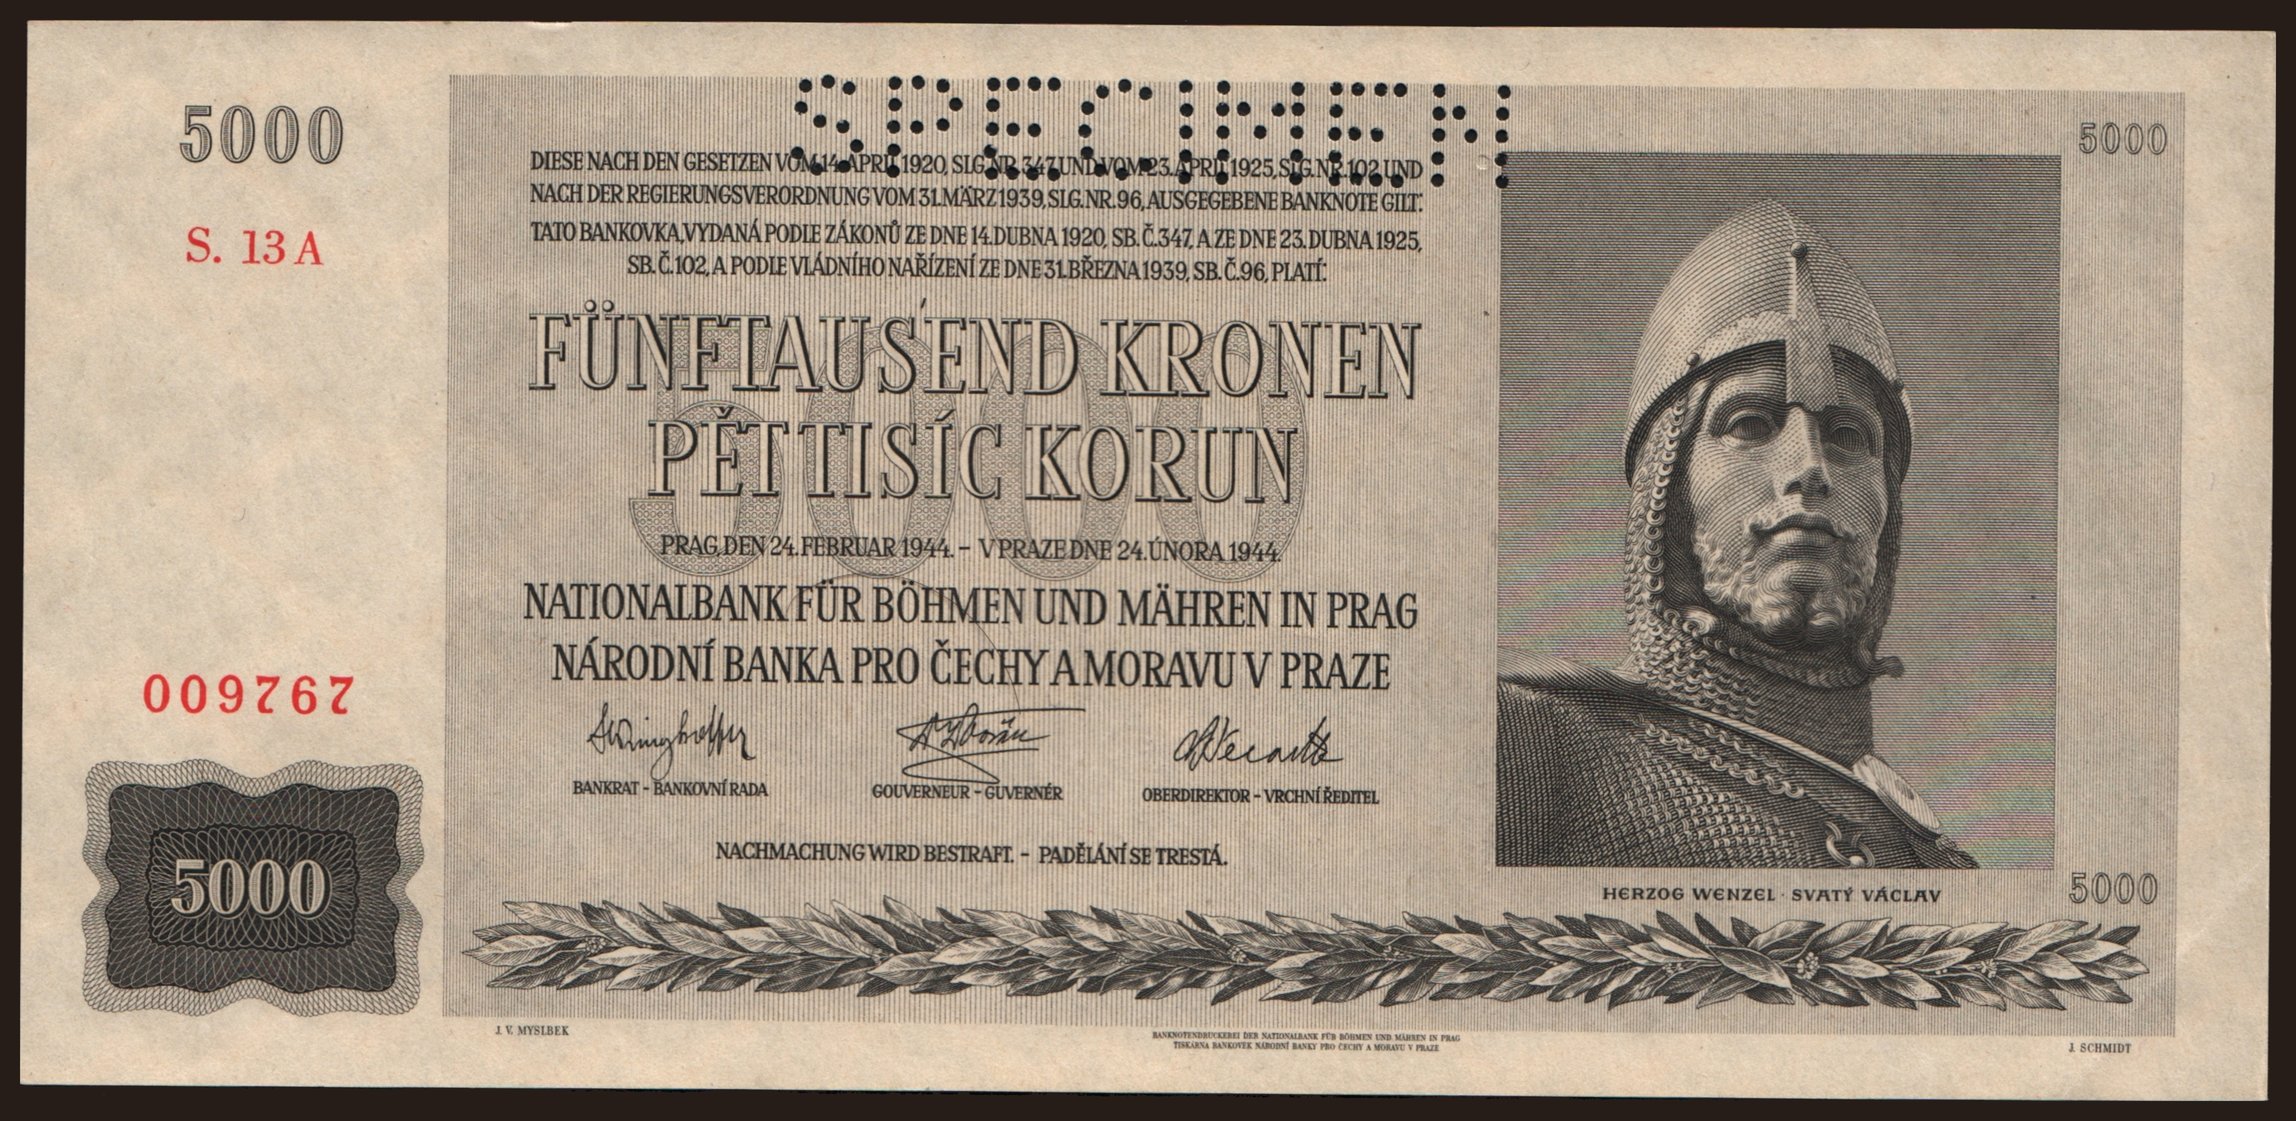 SPECIMEN
5000
5000
S. 13 A
DIESE NACH DEN GESETZEN VOM 14. APRIL 1920, SLG. NR. 347 UND VOM 23. APRIL 1925, SLG. NR. 102 UND
NACH DER REGIERUNGSVERORDNUNG VOM 31. MÄRZ 1939, SLG. NR. 96, AUSGEGEBENE BANKNOTE GILT:
TATO BANKOVKA, VYDANÁ PODLE ZÁKONŮ ZE DNE 14. DUBNA 1920, SB. Č. 347, A ZE DNE 23. DUBNA 1925,
SB. Č. 102, A PODLE VLÁDNÍHO NAŘÍZENÍ ZE DNE 31. BŘEZNA 1939, SB. Č. 96, PLATÍ:
FÜNFTAUSEND KRONEN
PĚT TISÍC KORUN
5000
PRAG, DEN 24. FEBRUAR 1944. – V PRAZE DNE 24. ÚNORA 1944.
NATIONALBANK FÜR BÖHMEN UND MÄHREN IN PRAG
NÁRODNÍ BANKA PRO ČECHY A MORAVU V PRAZE
009767
BANKRAT – BANKOVNÍ RADA
GOUVERNEUR – GUVERNÉR
OBERDIREKTOR – VRCHNÍ ŘEDITEL
NACHMACHUNG WIRD BESTRAFT. – PADĚLÁNÍ SE TRESTÁ.
5000
HERZOG WENZEL · SVATÝ VÁCLAV
5000
J. V. MYSLBEK
BANKNOTENDRUCKEREI DER NATIONALBANK FÜR BÖHMEN UND MÄHREN IN PRAG
TISKÁRNA BANKOVEK NÁRODNÍ BANKY PRO ČECHY A MORAVU V PRAZE
J. SCHMIDT